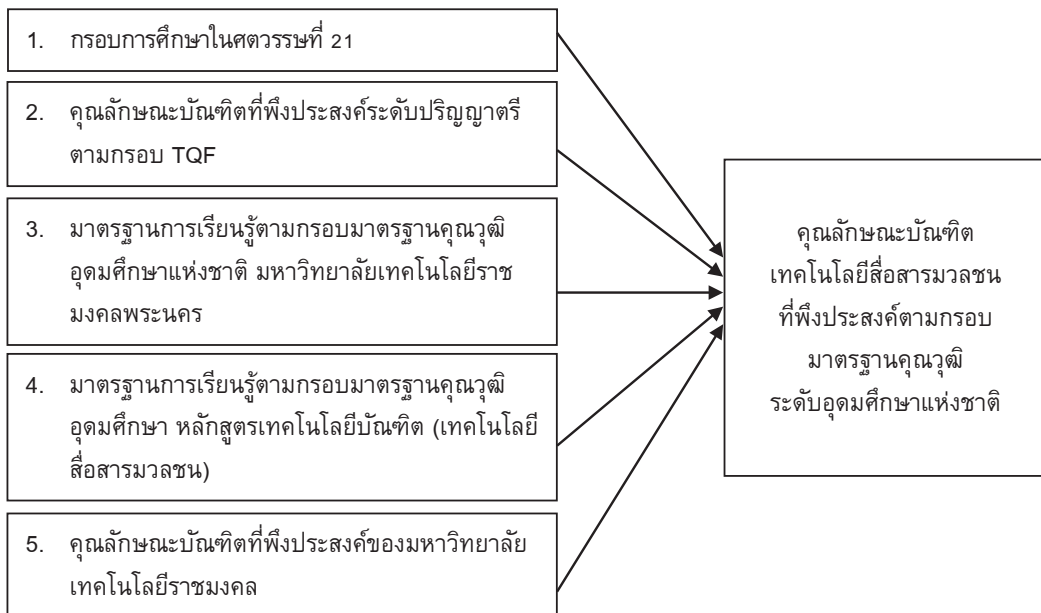 1. กรอบการศึกษาในศตวรรษที่ 21
2. คุณลักษณะบัณฑิตที่พึงประสงค์ระดับปริญญาตรี
ตามกรอบ TQF
3. มาตรฐานการเรียนรู้ตามกรอบมาตรฐานคุณวุฒิ
อุดมศึกษาแห่งชาติ มหาวิทยาลัยเทคโนโลยีราช
มงคลพระนคร
4. มาตรฐานการเรียนรู้ตามกรอบมาตรฐานคุณวุฒิ
อุดมศึกษา หลักสูตรเทคโนโลยีบัณฑิต (เทคโนโลยี
สื่อสารมวลชน)
5. คุณลักษณะบัณฑิตที่พึงประสงค์ของมหาวิทยาลัย
เทคโนโลยีราชมงคล
คุณลักษณะบัณฑิต
เทคโนโลยีสื่อสารมวลชน
ที่พึงประสงค์ตามกรอบ
มาตรฐานคุณวุฒิ
ระดับอุดมศึกษาแห่งชาติ